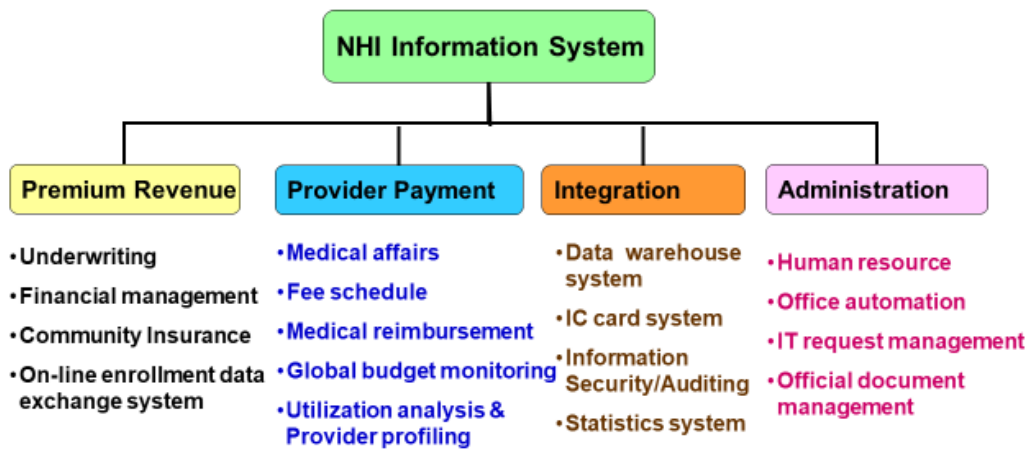 NHI Information System
Premium Revenue
Provider Payment
Integration
Administration
•Underwriting
•Financial management
•Community Insurance
•On-line enrollment data
exchange system
•Medical affairs
•Fee schedule
•Medical reimbursement
•Global budget monitoring
•Utilization analysis &
Provider profiling
•Data warehouse
system
•IC card system
•Information
Security/Auditing
•Statistics system
•Human resource
•Office automation
•IT request management
•Official document
management